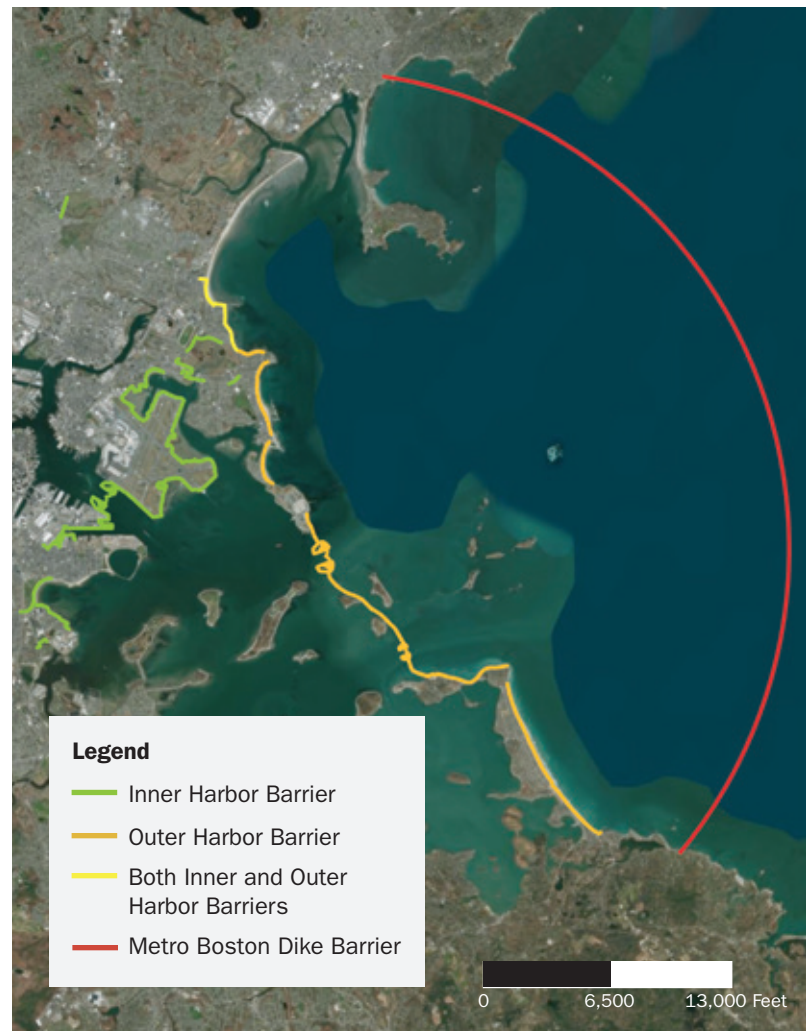 Legend
Inner Harbor Barrier
Outer Harbor Barrier
Both Inner and Outer
Harbor Barriers
Metro Boston Dike Barrier
0 6,500 13,000 Feet